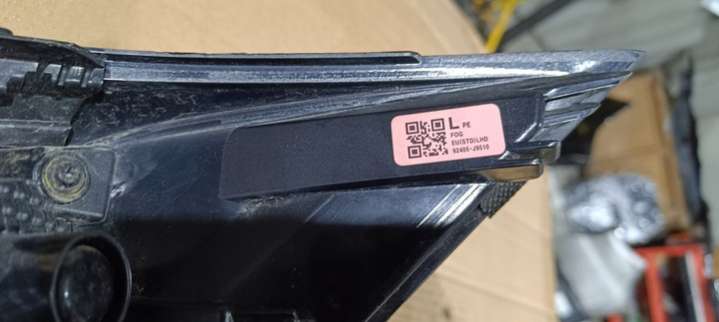 L PE
FOG
EU(STD)LHD
92405-J9510